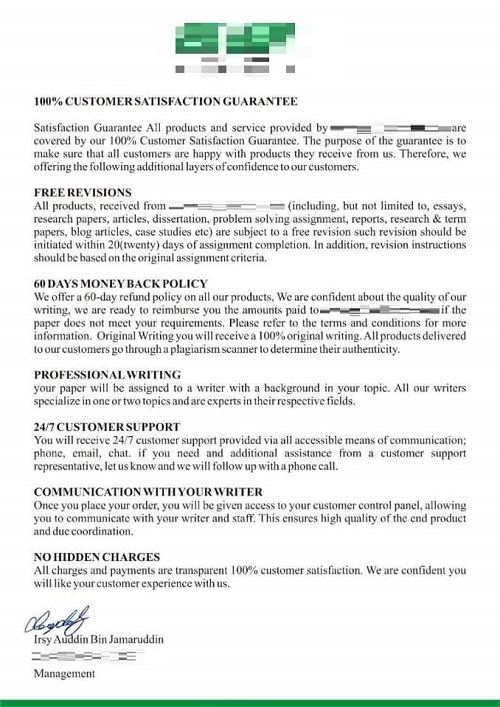 100% CUSTOMER SATISFACTION GUARANTEE
Satisfaction Guarantee All products and service provided by are
covered by our 100% Customer Satisfaction Guarantee. The purpose of the guarantee is to
make sure that all customers are happy with products they receive from us. Therefore, we
offering the following additional layers of confidence to our customers.
FREE REVISIONS
All products, received from (including, but not limited to, essays,
research papers, articles, dissertation, problem solving assignment, reports, research & term
papers, blog articles, case studies etc) are subject to a free revision such revision should be
initiated within 20(twenty) days of assignment completion. In addition, revision instructions
should be based on the original assignment criteria.
60 DAYS MONEY BACK POLICY
We offer a 60-day refund policy on all our products, We are confident about the quality of our
writing, we are ready to reimburse you the amounts paid to if the
paper does not meet your requirements. Please refer to the terms and conditions for more
information. Original Writing you will receive a 100% original writing. All products delivered
to our customers go through a plagiarism scanner to determine their authenticity.
PROFESSIONAL WRITING
your paper will be assigned to a writer with a background in your topic. All our writers
specialize in one or two topics and are experts in their respective fields.
24/7 CUSTOMER SUPPORT
You will receive 24/7 customer support provided via all accessible means of communication;
phone, email, chat. if you need and additional assistance from a customer support
representative, let us know and we will follow up with a phone call.
COMMUNICATION WITH YOUR WRITER
Once you place your order, you will be given access to your customer control panel, allowing
you to communicate with your writer and staff. This ensures high quality of the end product
and due coordination.
NO HIDDEN CHARGES
All charges and payments are transparent 100% customer satisfaction. We are confident you
will like your customer experience with us.
Irsy Auddin Bin Jamaruddin
Management